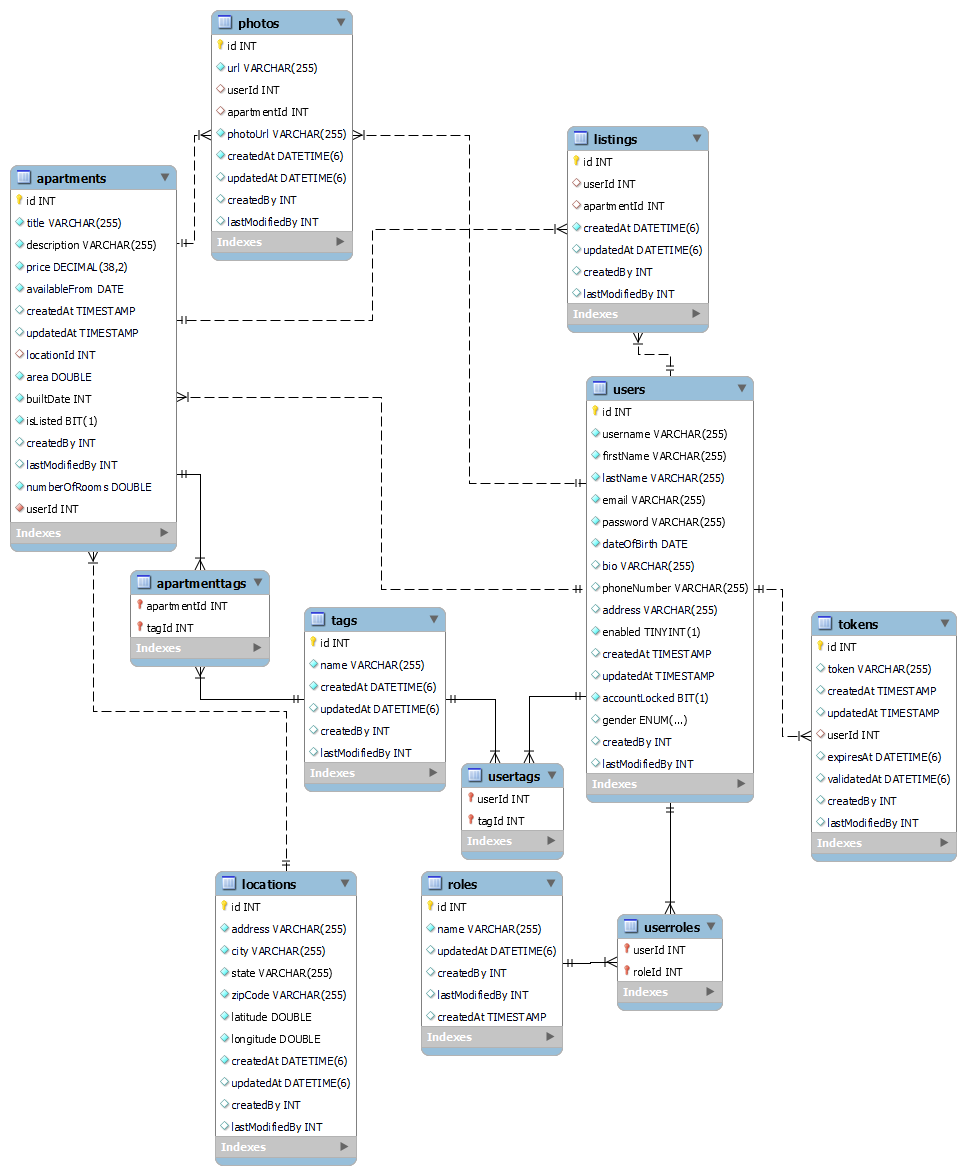 photos
id INT
url VARCHAR(255)
userId INT
apartmentId INT
photoUrl VARCHAR(255)
createdAt DATETIME(6)
updatedAt DATETIME(6)
createdBy INT
lastModifiedBy INT
Indexes
listings
id INT
userId INT
apartmentId INT
createdAt DATETIME(6)
updatedAt DATETIME(6)
createdBy INT
lastModifiedBy INT
Indexes
apartments
id INT
title VARCHAR(255)
description VARCHAR(255)
price DECIMAL(38,2)
availableFrom DATE
createdAt TIMESTAMP
updatedAt TIMESTAMP
locationId INT
area DOUBLE
builtDate INT
isListed BIT(1)
createdBy INT
lastModifiedBy INT
numberOfRooms DOUBLE
userId INT
Indexes
users
id INT
username VARCHAR(255)
firstName VARCHAR(255)
lastName VARCHAR(255)
email VARCHAR(255)
password VARCHAR(255)
dateOfBirth DATE
bio VARCHAR(255)
phoneNumber VARCHAR(255)
address VARCHAR(255)
enabled TINYINT(1)
createdAt TIMESTAMP
updatedAt TIMESTAMP
accountLocked BIT(1)
gender ENUM(...)
createdBy INT
lastModifiedBy INT
Indexes
apartmenttags
apartmentId INT
tagId INT
Indexes
tags
id INT
name VARCHAR(255)
createdAt DATETIME(6)
updatedAt DATETIME(6)
createdBy INT
lastModifiedBy INT
Indexes
tokens
id INT
token VARCHAR(255)
createdAt TIMESTAMP
updatedAt TIMESTAMP
userId INT
expiresAt DATETIME(6)
validatedAt DATETIME(6)
createdBy INT
lastModifiedBy INT
Indexes
usertags
userId INT
tagId INT
Indexes
locations
id INT
address VARCHAR(255)
city VARCHAR(255)
state VARCHAR(255)
zipCode VARCHAR(255)
latitude DOUBLE
longitude DOUBLE
createdAt DATETIME(6)
updatedAt DATETIME(6)
createdBy INT
lastModifiedBy INT
Indexes
roles
id INT
name VARCHAR(255)
updatedAt DATETIME(6)
createdBy INT
lastModifiedBy INT
createdAt TIMESTAMP
Indexes
userroles
userId INT
roleId INT
Indexes